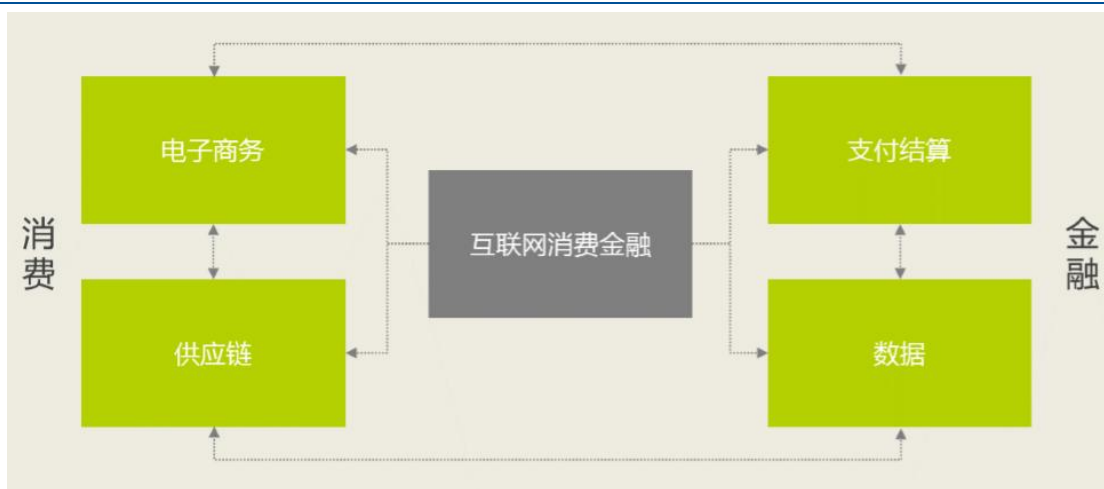 电子商务
支付结算
消费
互联网消费金融
金融
供应链
数据